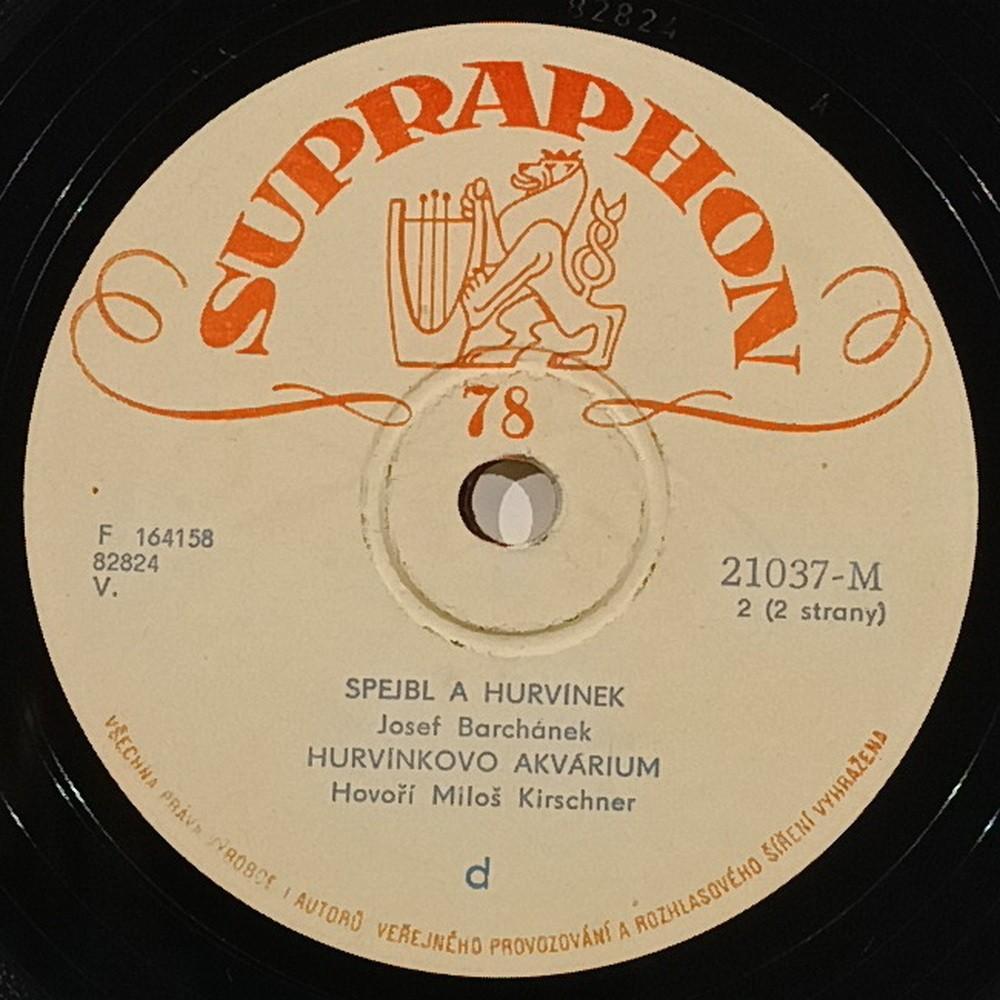 82824
SUPRAPHON
78
F 164158
82824
V.
21037-M
2 (2 strany)
SPEJBL A HURVÍNEK
Josef Barchánek
HURVÍNKOVO AKVÁRIUM
Hovoří Miloš Kirschner
d
VŠECHNA PRÁVA VÝROBCE I AUTORŮ VEŘEJNÉHO PROVOZOVÁNÍ A ROZHLASOVÉHO ŠÍŘENÍ VYHRAŽENA